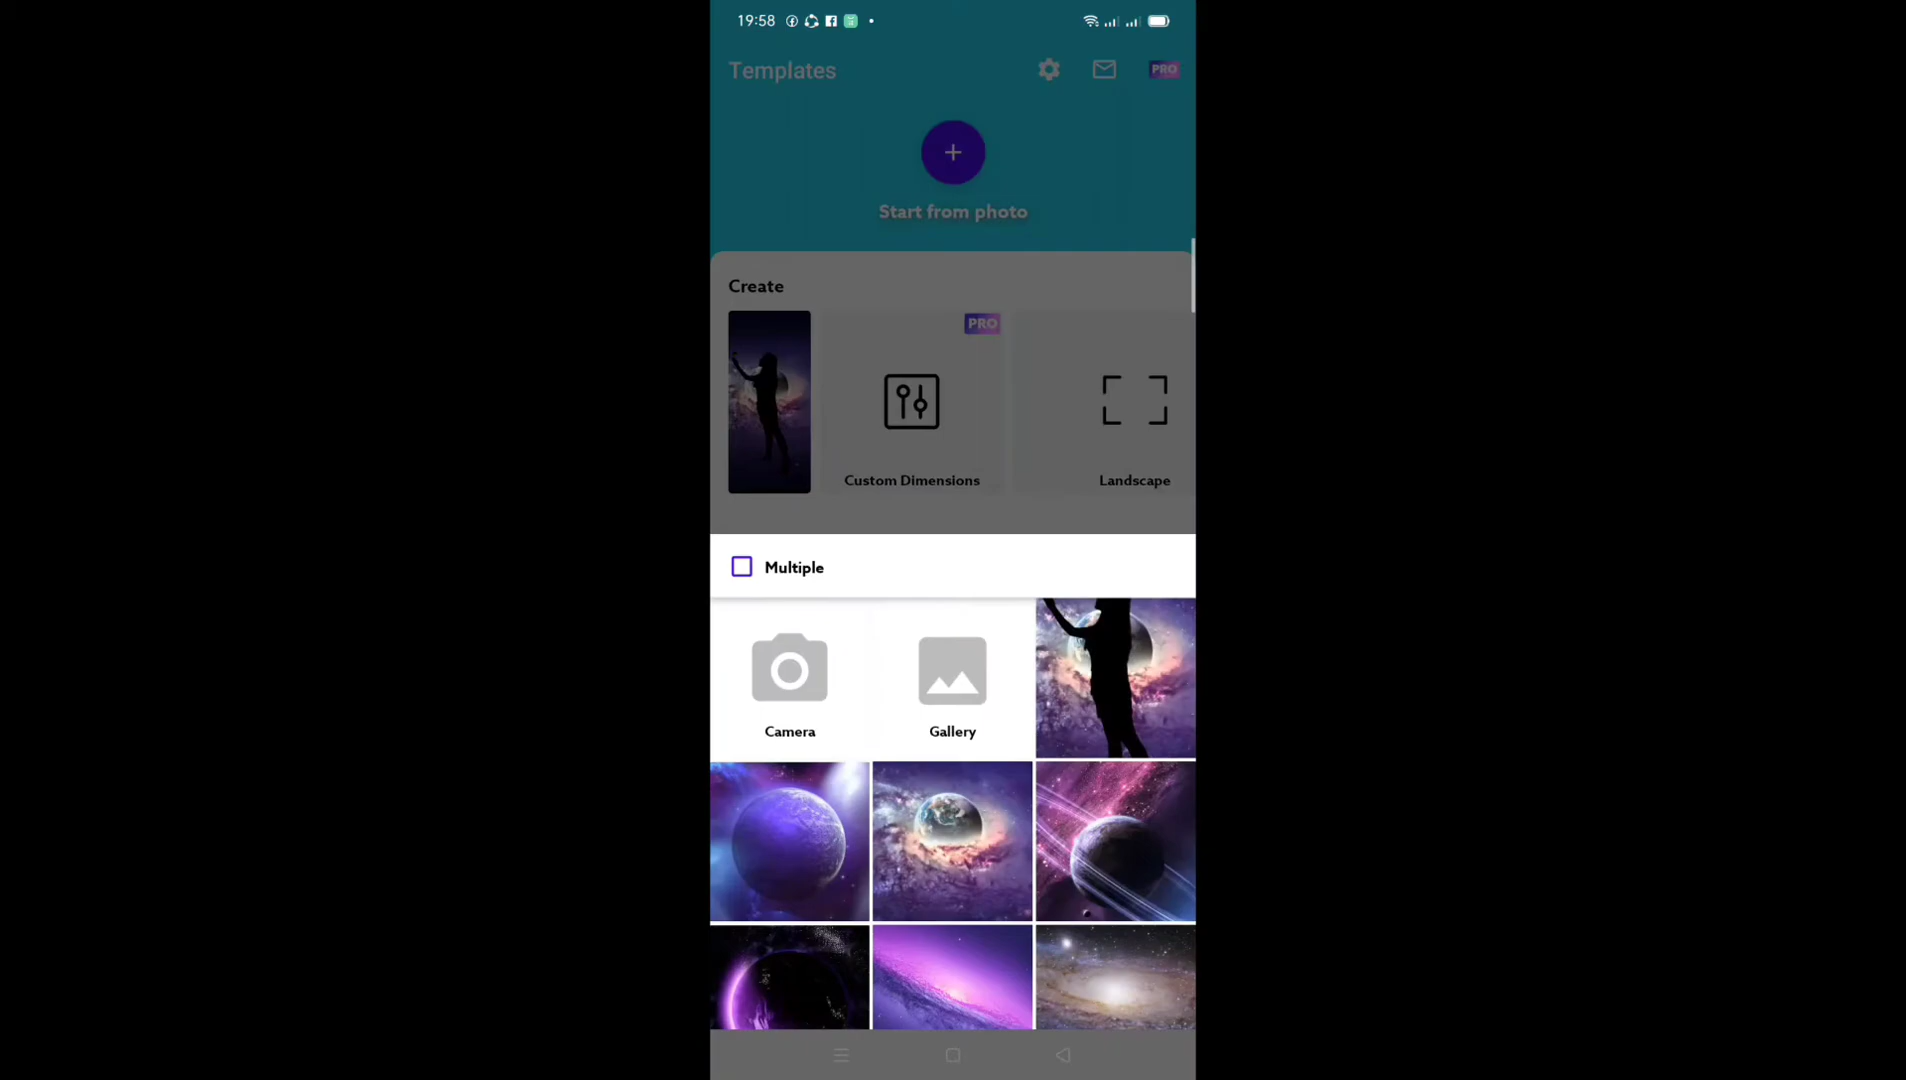 19:58
Templates
PRO
Start from photo
Create
PRO
Custom Dimensions
Landscape
Multiple
Camera
Gallery